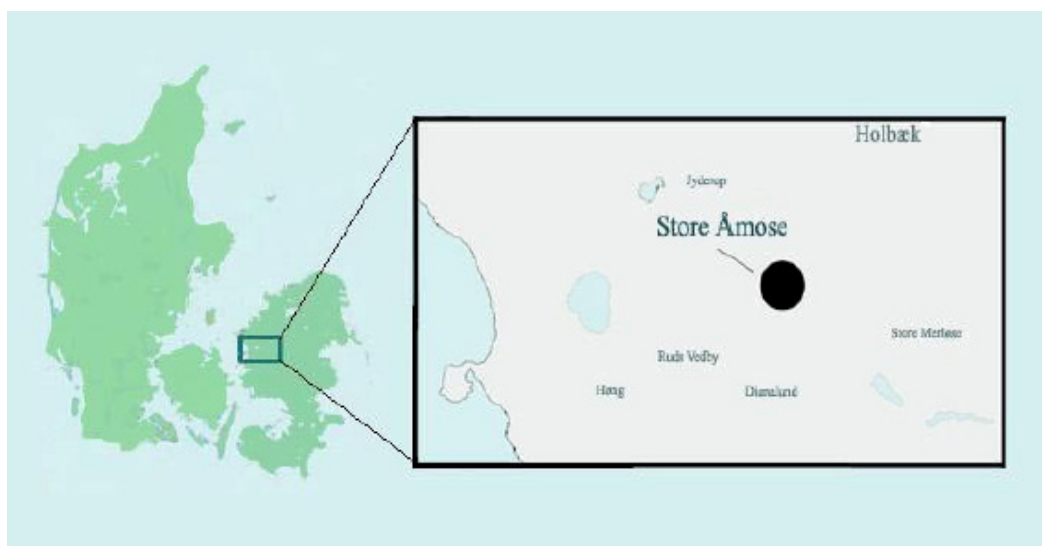 Holbæk
Jyderup
Store Åmose
Store Merløse
Ruds Vedby
Høng
Dianalund